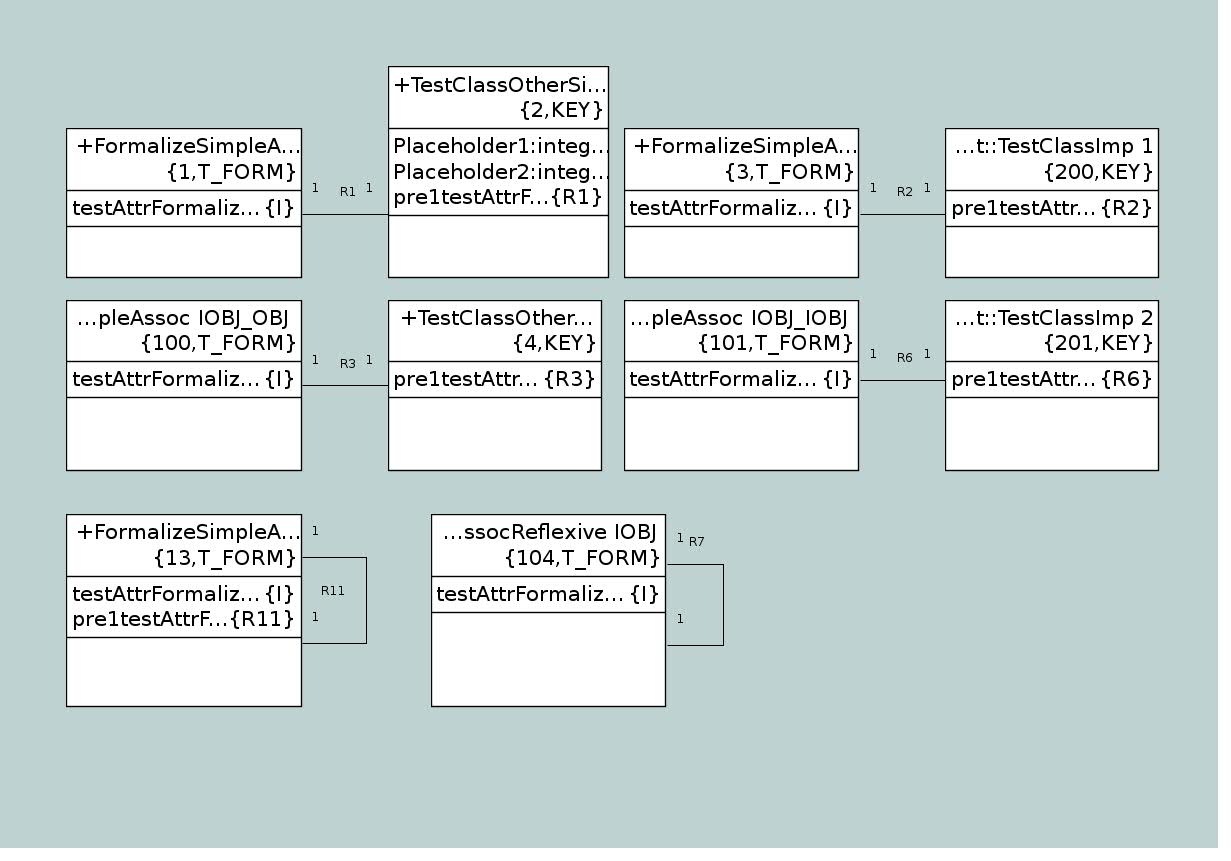 +TestClassOtherSi...
{2,KEY}
Placeholder1:integ...
Placeholder2:integ...
pre1testAttrF...{R1}
+FormalizeSimpleA...
{1,T_FORM}
testAttrFormaliz... {I}
1 R1 1
+FormalizeSimpleA...
{3,T_FORM}
testAttrFormaliz... {I}
1 R2 1
...t::TestClassImp 1
{200,KEY}
pre1testAttr... {R2}
...pleAssoc IOBJ_OBJ
{100,T_FORM}
testAttrFormaliz... {I}
1 R3 1
+TestClassOther...
{4,KEY}
pre1testAttr... {R3}
...pleAssoc IOBJ_IOBJ
{101,T_FORM}
testAttrFormaliz... {I}
1 R6 1
...t::TestClassImp 2
{201,KEY}
pre1testAttr... {R6}
+FormalizeSimpleA...
{13,T_FORM}
testAttrFormaliz... {I}
pre1testAttrF...{R11}
1
R11
1
...ssocReflexive IOBJ
{104,T_FORM}
testAttrFormaliz... {I}
1 R7
1